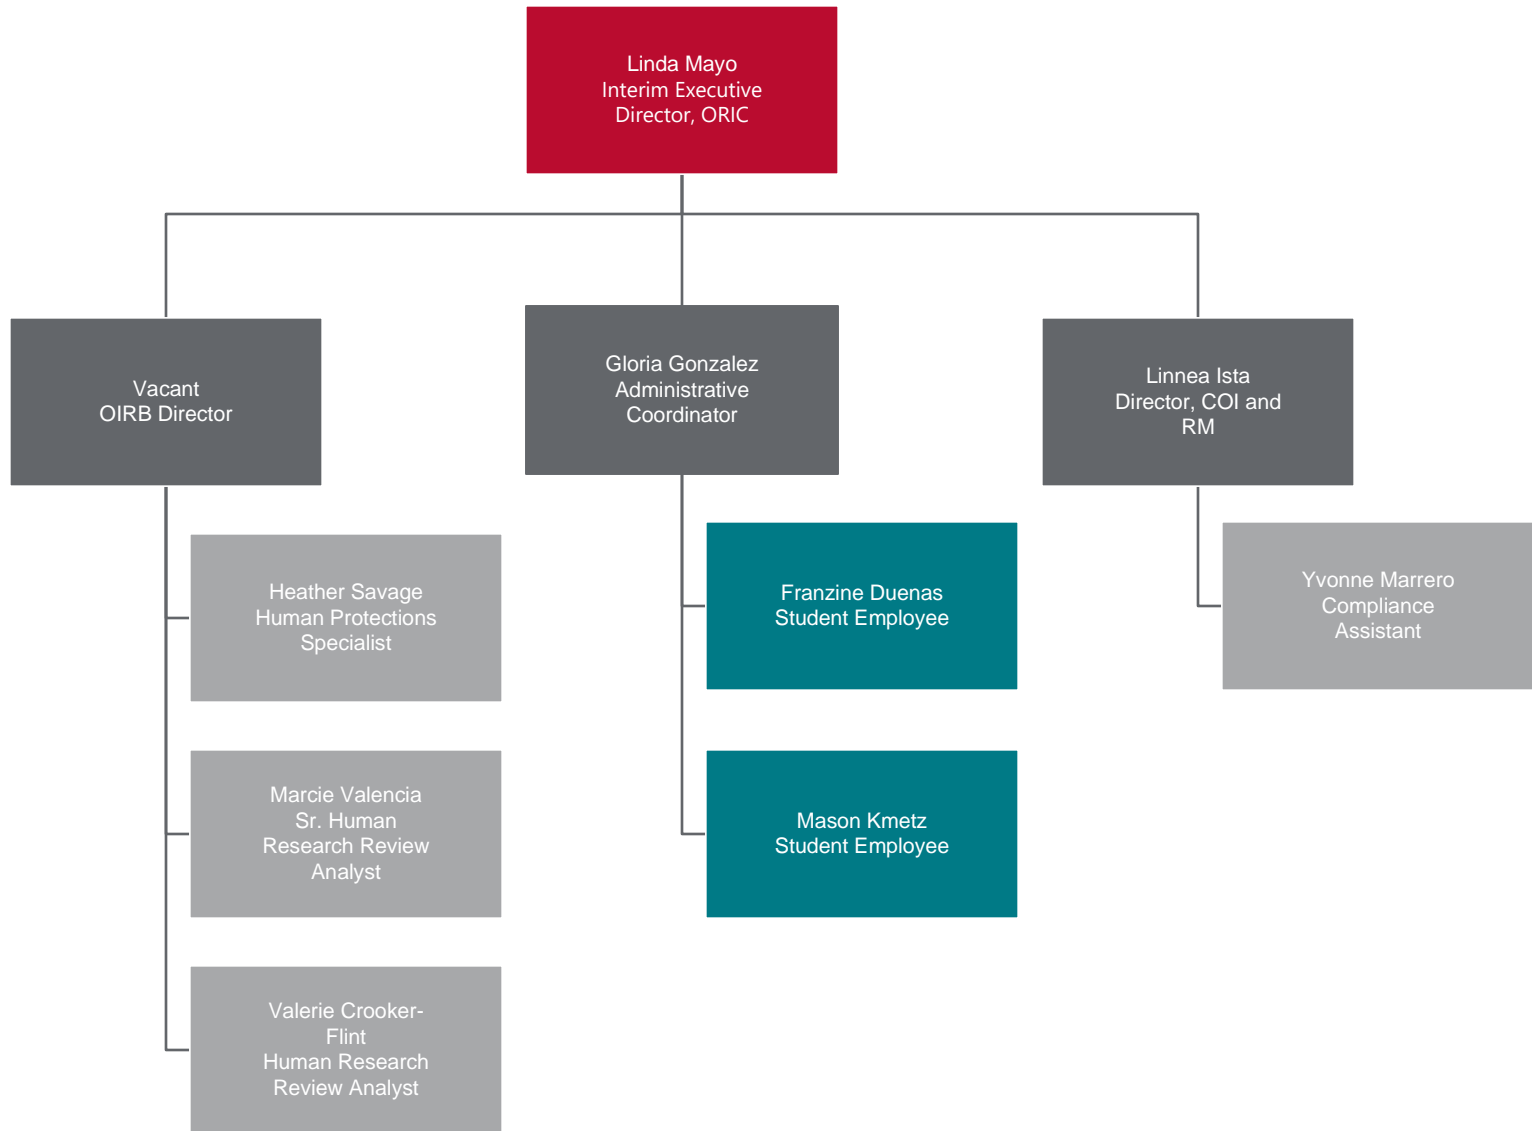 Linda Mayo
Interim Executive
Director, ORIC
Vacant
OIRB Director
Gloria Gonzalez
Administrative
Coordinator
Linnea Ista
Director, COI and
RM
Heather Savage
Human Protections
Specialist
Franzine Duenas
Student Employee
Yvonne Marrero
Compliance
Assistant
Marcie Valencia
Sr. Human
Research Review
Analyst
Mason Kmetz
Student Employee
Valerie Crooker-
Flint
Human Research
Review Analyst